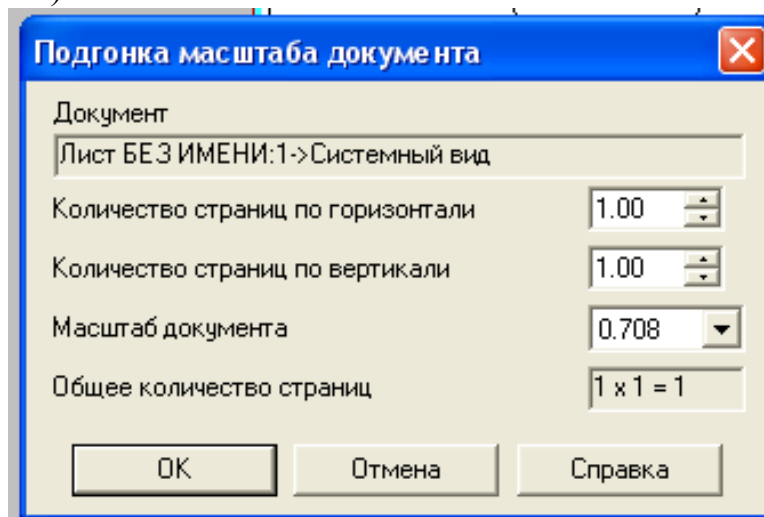 Подгонка масштаба документа
Документ
Лист БЕЗ ИМЕНИ:1->Системный вид
Количество страниц по горизонтали 1.00
Количество страниц по вертикали 1.00
Масштаб документа 0.708
Общее количество страниц 1 x 1 = 1
OK Отмена Справка